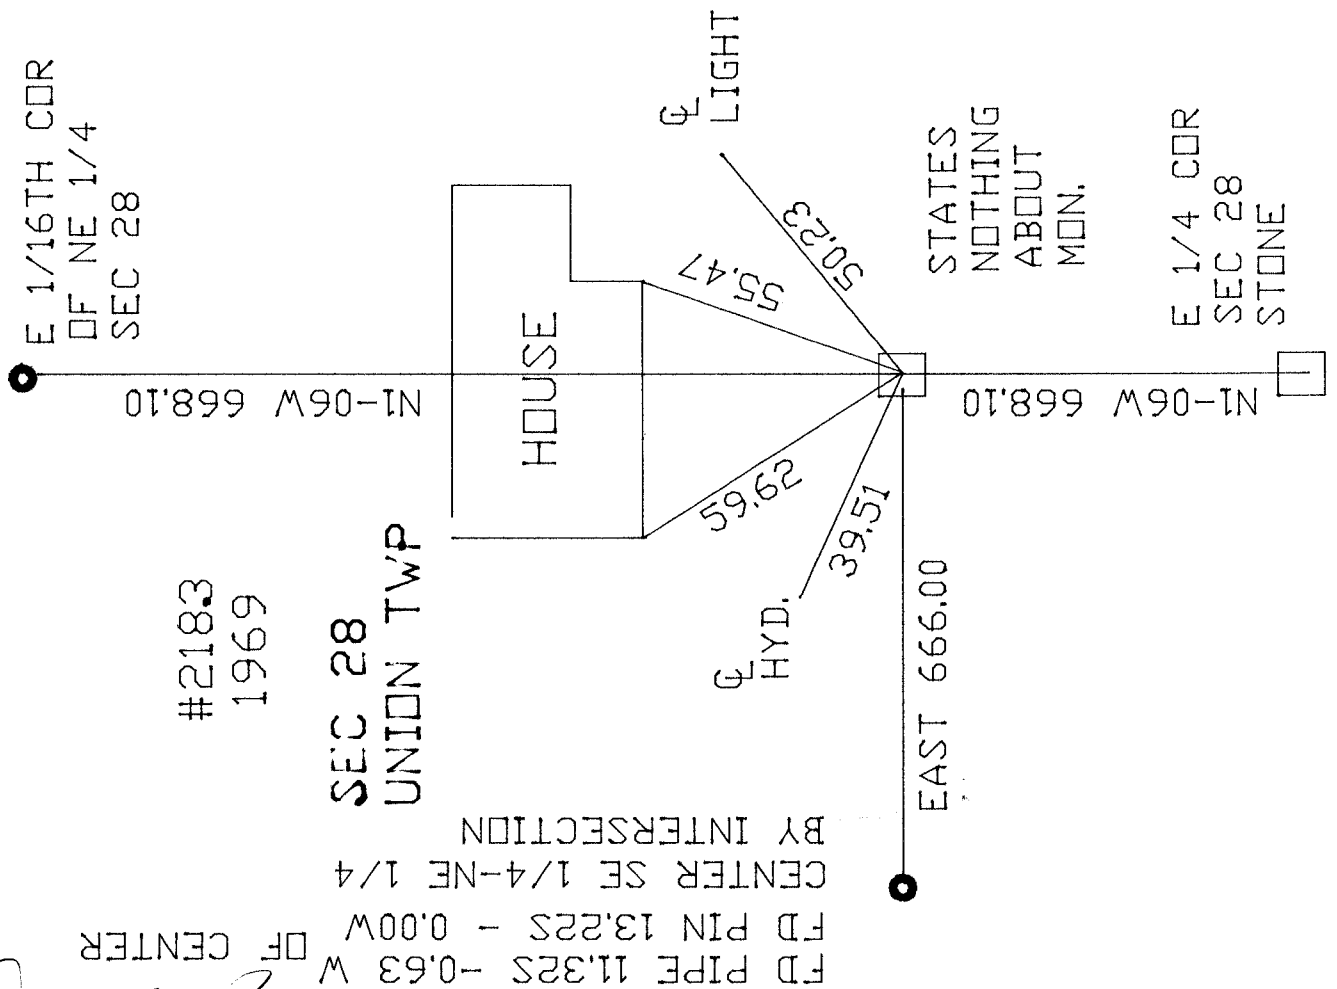 E 1/16TH COR
OF NE 1/4
SEC 28
N1-06W 668.10
HOUSE
#2183
1969
SEC 28
UNION TWP
℄
LIGHT
50.23
55.47
59.62
39.51
℄
HYD.
STATES
NOTHING
ABOUT
MON.
N1-06W 668.10
E 1/4 COR
SEC 28
STONE
EAST 666.00
FD PIPE 11.32S -0.63 W
FD PIN 13.22S - 0.00W
OF CENTER
CENTER SE 1/4-NE 1/4
BY INTERSECTION